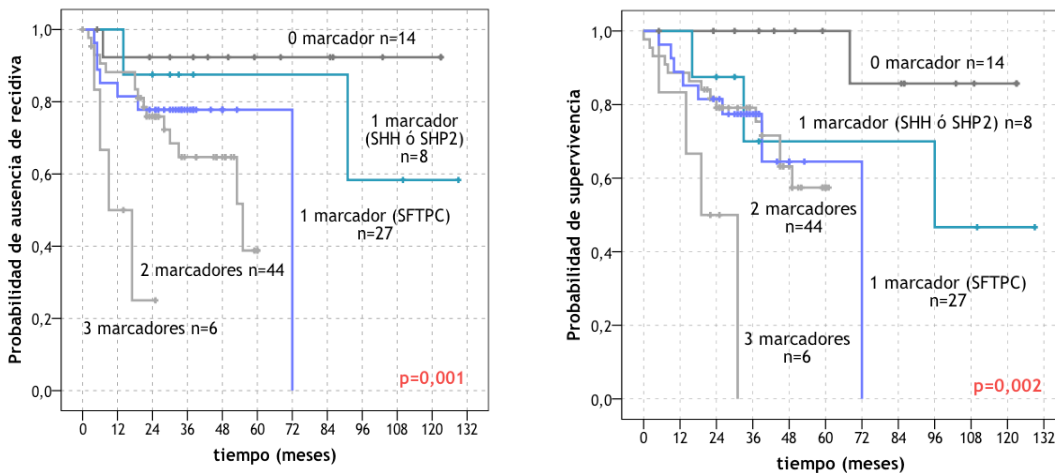 Probabilidad de ausencia de recidiva
1,0
0,8
0,6
0,4
0,2
0,0
0 marcador n=14
1 marcador
(SHH ó SHP2)
n=8
1 marcador (SFTPC)
n=27
2 marcadores n=44
3 marcadores n=6
p=0,001
0 12 24 36 48 60 72 84 96 108 120 132
tiempo (meses)
Probabilidad de supervivencia
1,0
0,8
0,6
0,4
0,2
0,0
0 marcador n=14
1 marcador (SHH ó SHP2) n=8
2 marcadores
n=44
1 marcador (SFTPC)
n=27
3 marcadores
n=6
p=0,002
0 12 24 36 48 60 72 84 96 108 120 132
tiempo (meses)